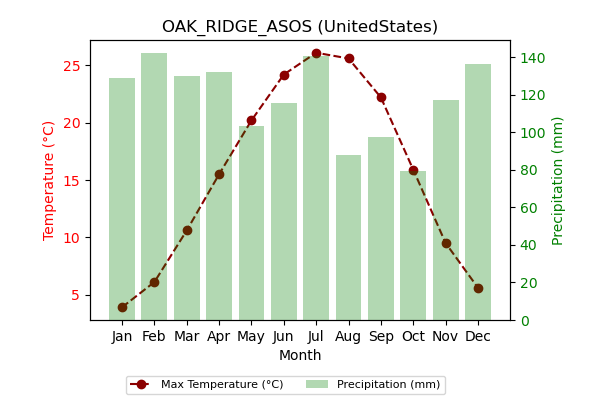 OAK_RIDGE_ASOS (UnitedStates)
Temperature (°C)
25
20
15
10
5
140
120
100
80
60
40
20
0
Precipitation (mm)
Jan Feb Mar Apr May Jun Jul Aug Sep Oct Nov Dec
Month
Max Temperature (°C) Precipitation (mm)